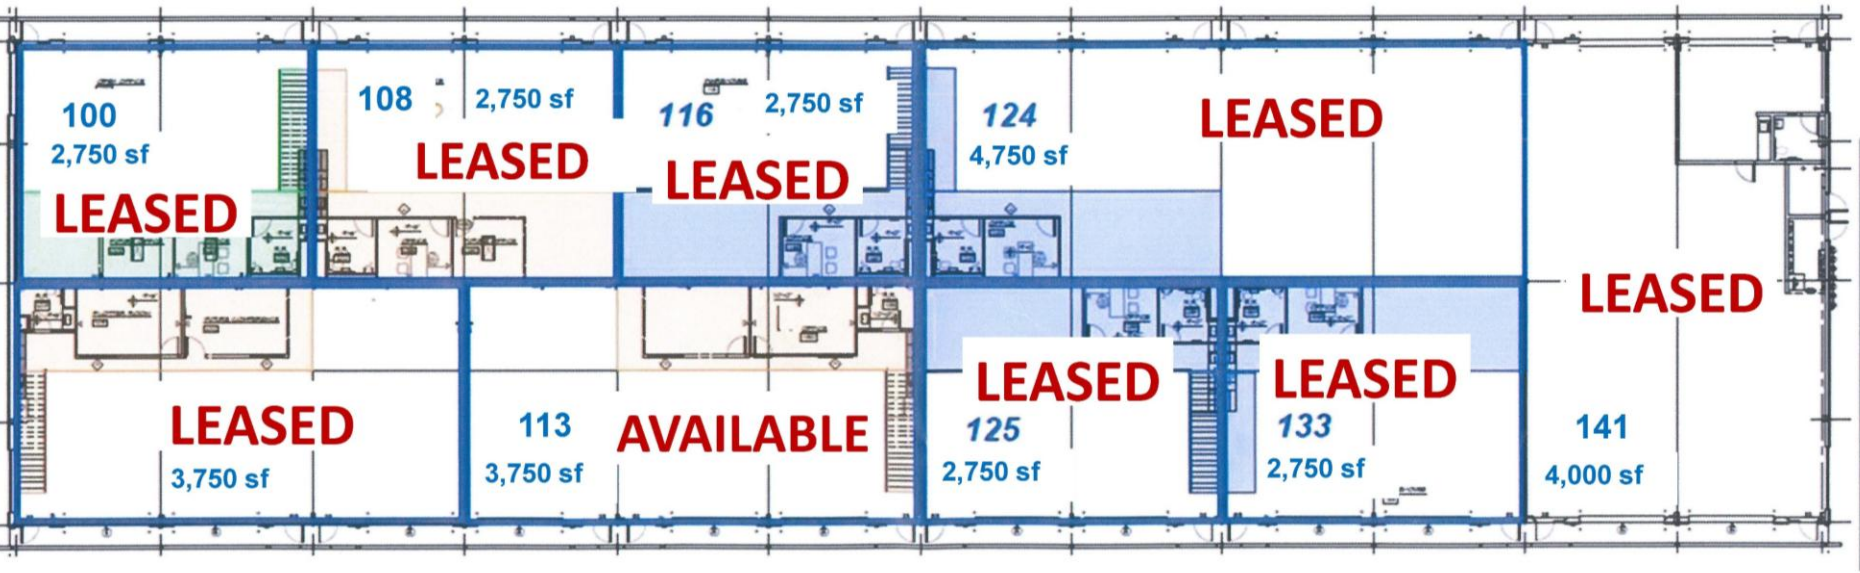 100
2,750 sf
LEASED
108
2,750 sf
LEASED
116
2,750 sf
LEASED
124
4,750 sf
LEASED
LEASED
3,750 sf
113
3,750 sf
AVAILABLE
LEASED
125
2,750 sf
LEASED
133
2,750 sf
LEASED
141
4,000 sf